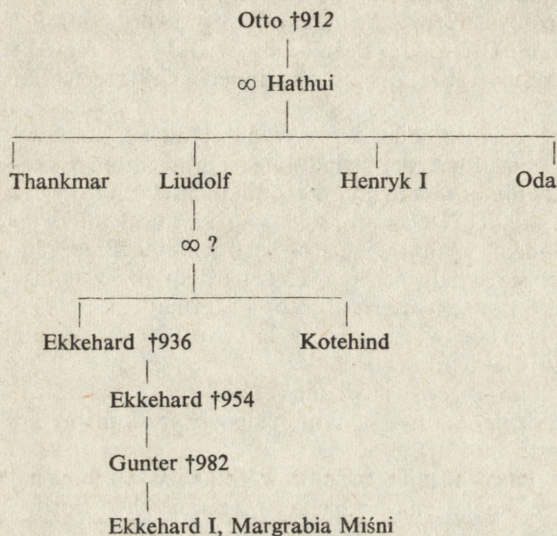 Otto †912
∞ Hathui
Thankmar Liudolf Henryk I Oda
∞ ?
Ekkehard †936 Kotehind
Ekkehard †954
Gunter †982
Ekkehard I, Margrabia Miśni